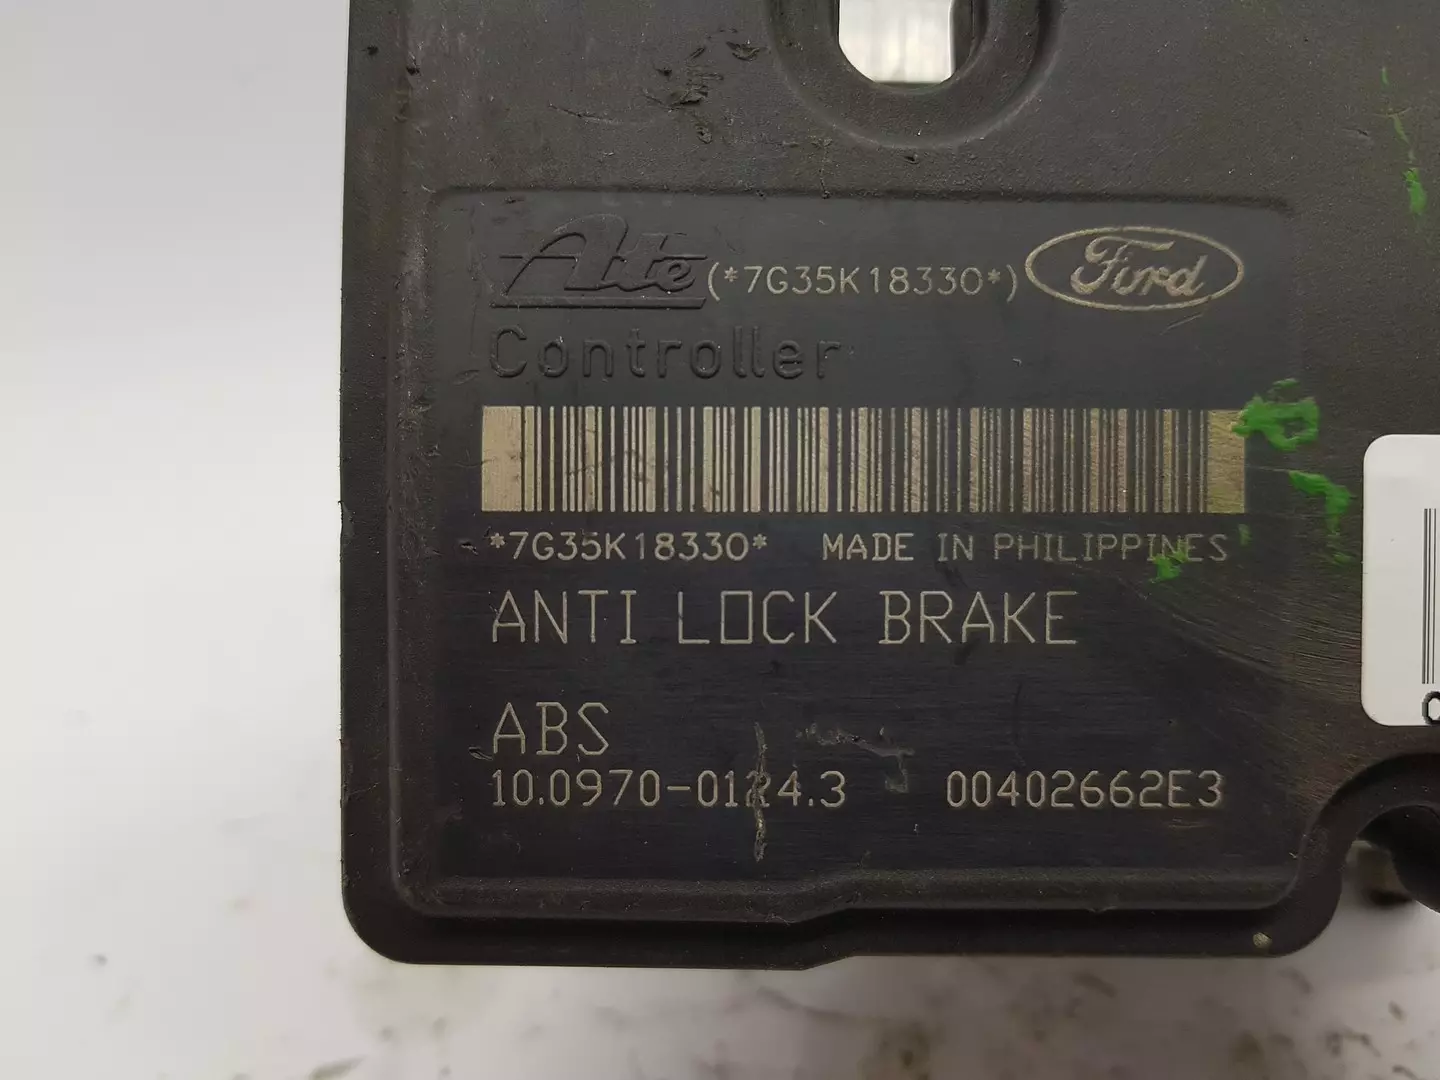 Ate (*7G35K18330*) Ford
Controller
*7G35K18330* MADE IN PHILIPPINES
ANTI LOCK BRAKE
ABS
10.0970-0124.3 00402662E3